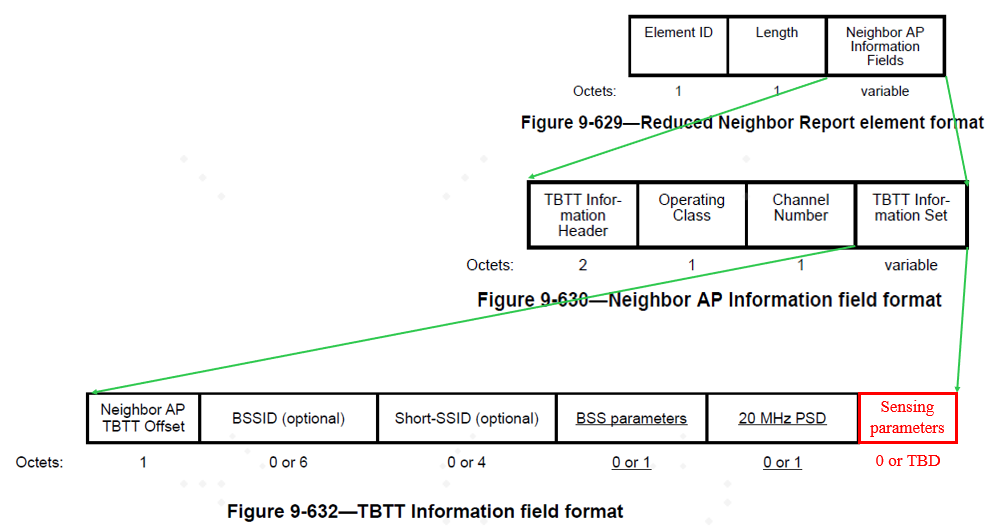 Element ID Length Neighbor AP
Information
Fields
Octets: 1 1 variable
Figure 9-629—Reduced Neighbor Report element format
TBTT Infor- Operating Channel TBTT Infor-
mation Class Number mation Set
Header
Octets: 2 1 1 variable
Figure 9-630—Neighbor AP Information field format
Neighbor AP BSSID (optional) Short-SSID (optional) BSS parameters 20 MHz PSD Sensing
TBTT Offset parameters
Octets: 1 0 or 6 0 or 4 0 or 1 0 or 1 0 or TBD
Figure 9-632—TBTT Information field format